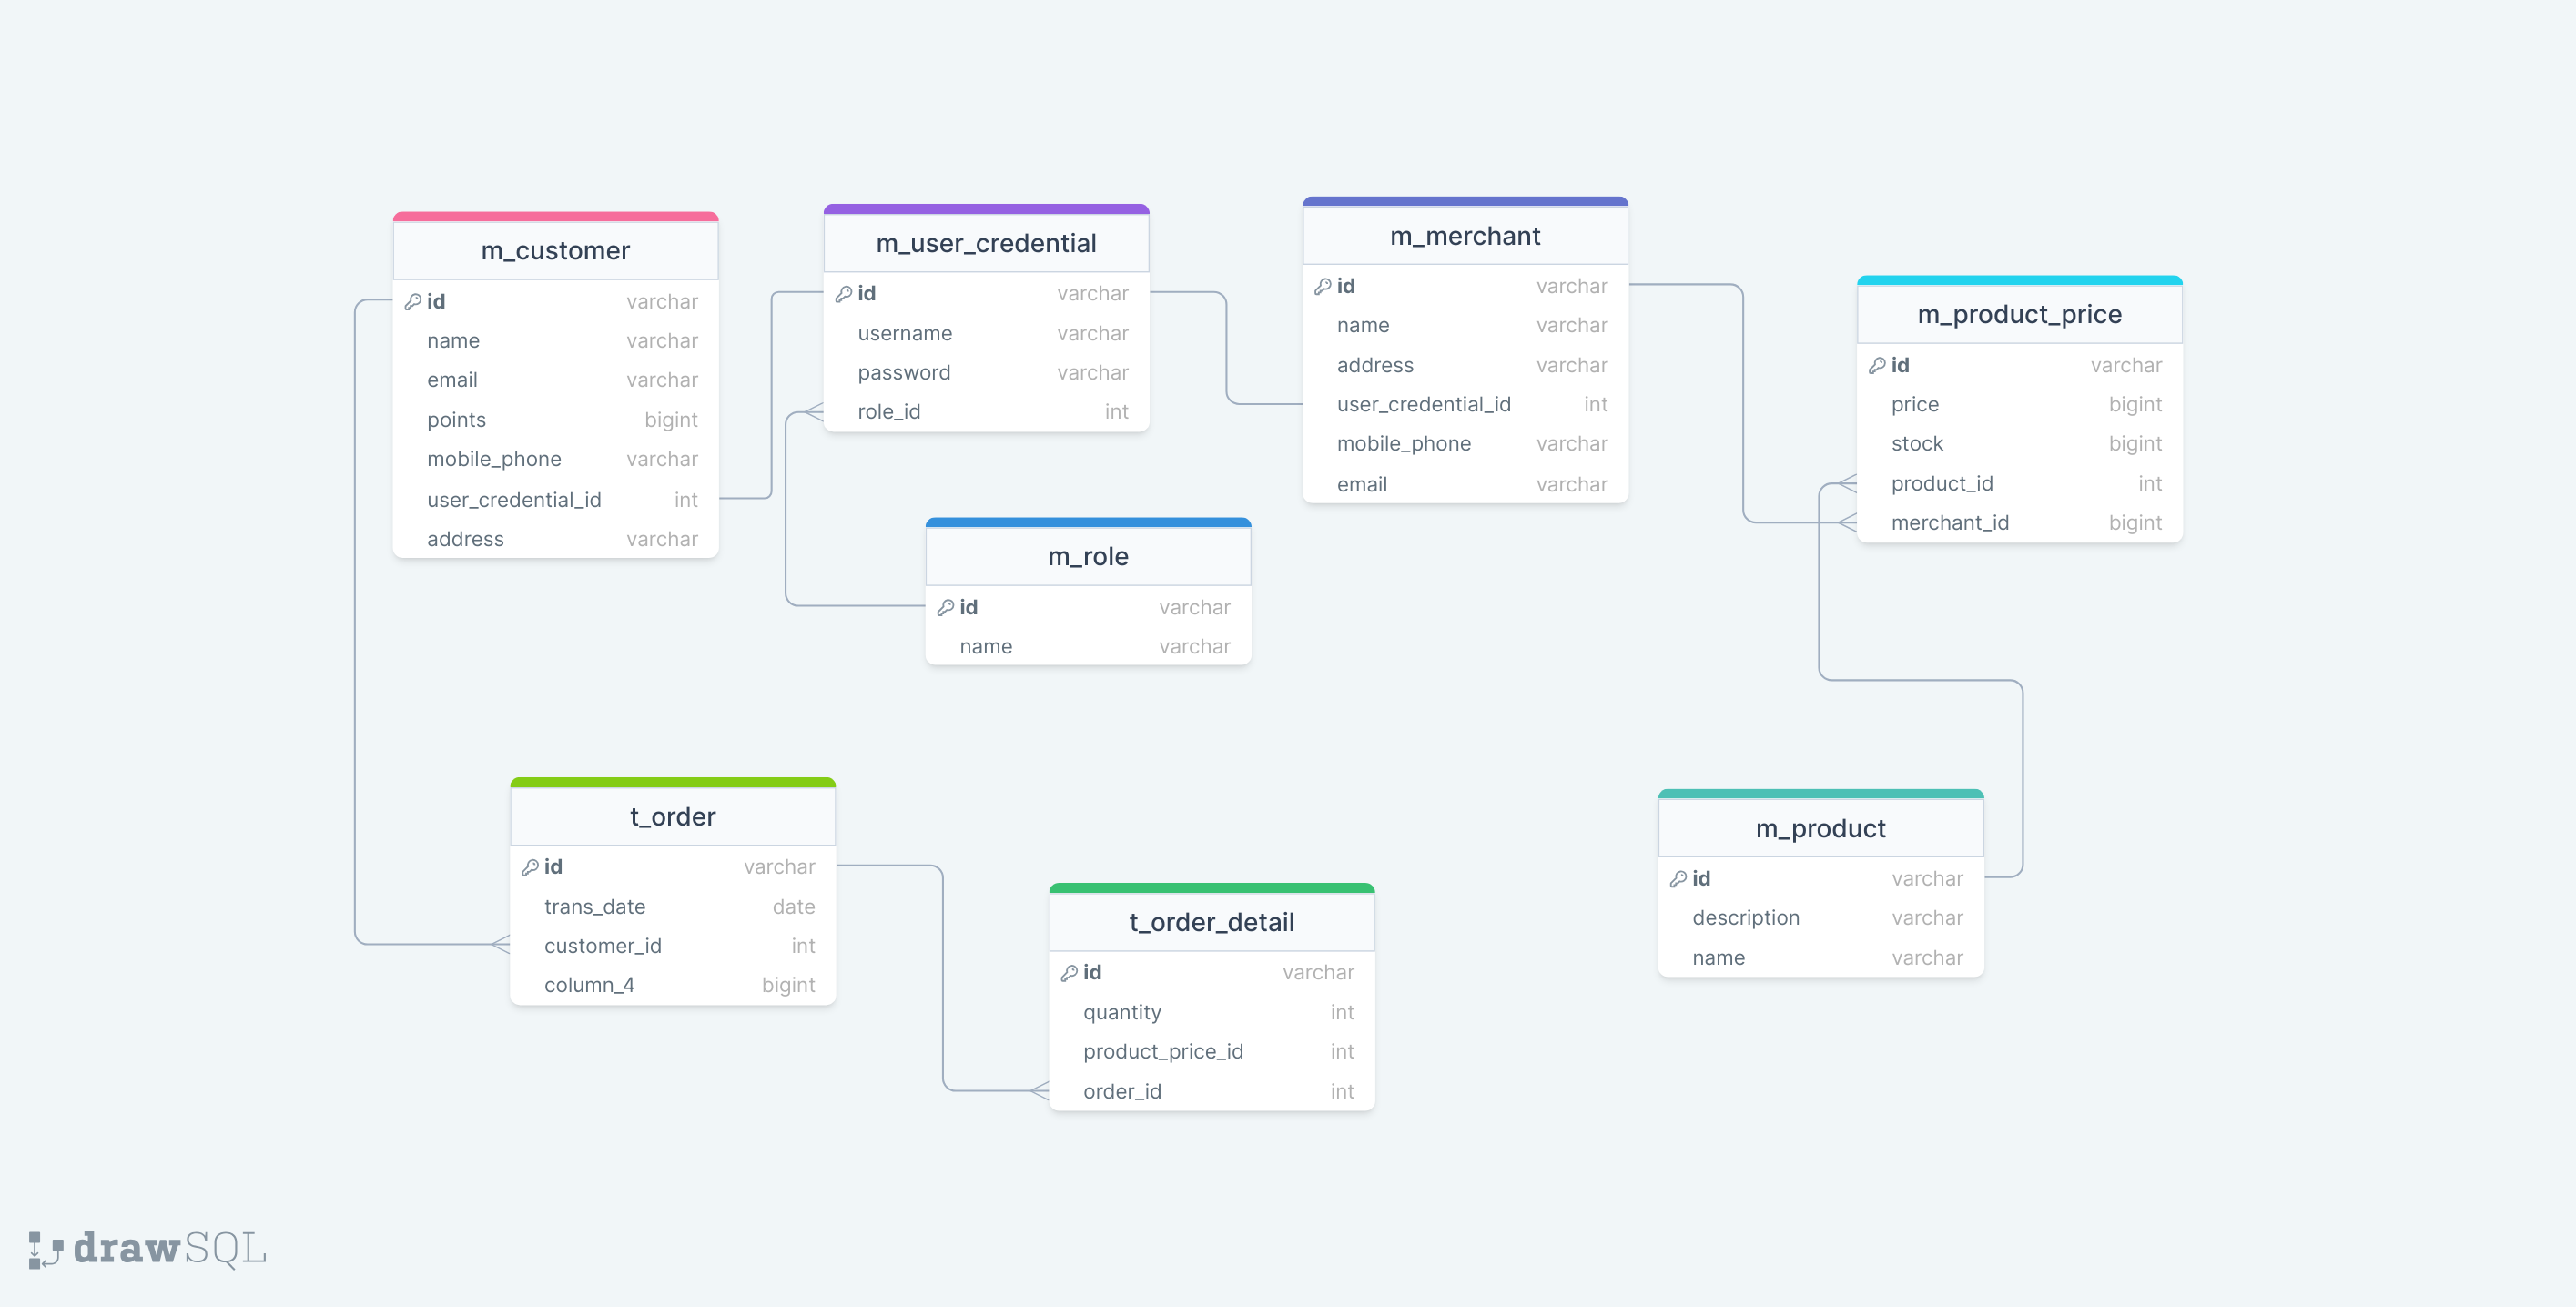 m_customer
id varchar
name varchar
email varchar
points bigint
mobile_phone varchar
user_credential_id int
address varchar
m_user_credential
id varchar
username varchar
password varchar
role_id int
m_merchant
id varchar
name varchar
address varchar
user_credential_id int
mobile_phone varchar
email varchar
m_product_price
id varchar
price bigint
stock bigint
product_id int
merchant_id bigint
m_role
id varchar
name varchar
t_order
id varchar
trans_date date
customer_id int
column_4 bigint
t_order_detail
id varchar
quantity int
product_price_id int
order_id int
m_product
id varchar
description varchar
name varchar
drawSQL